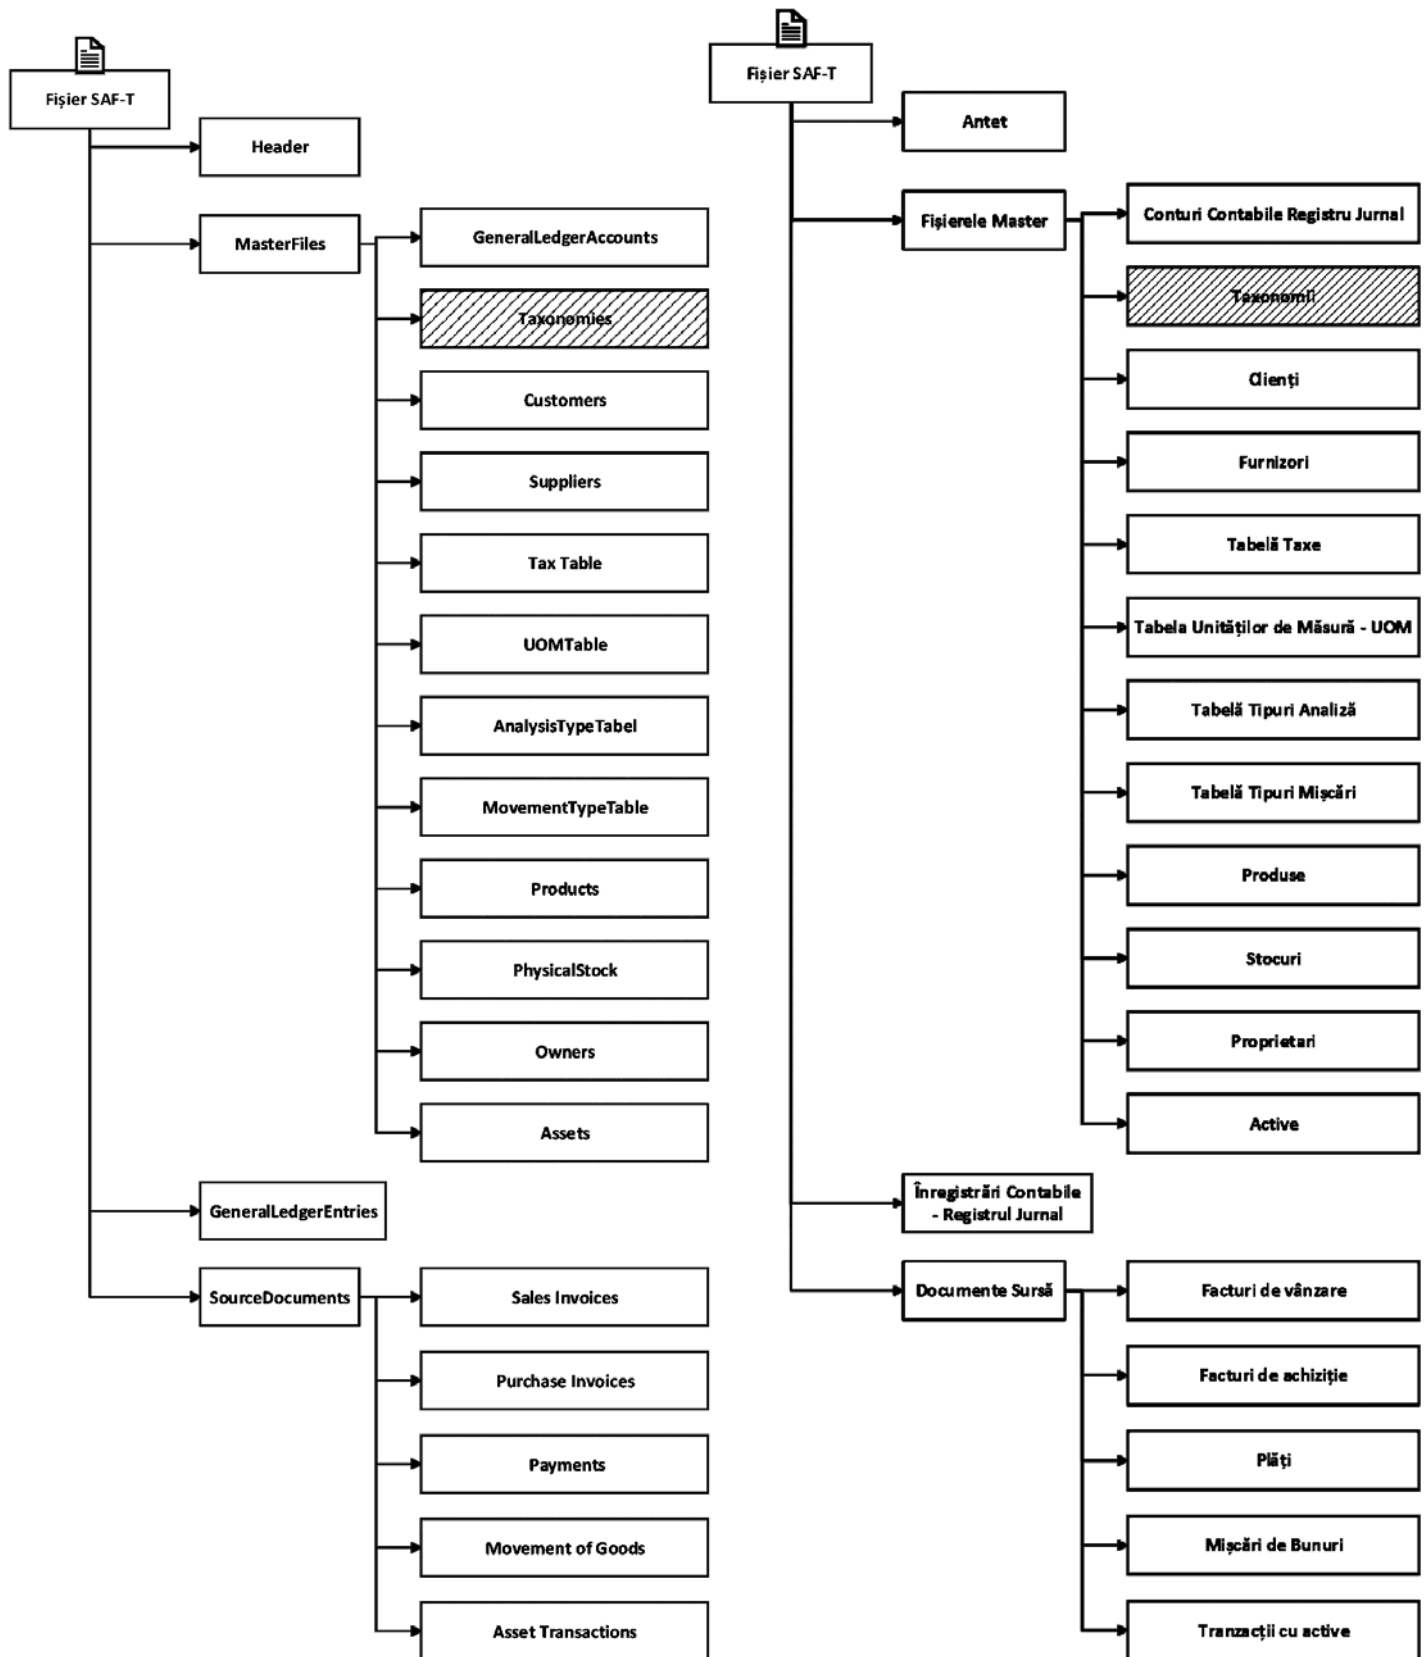 Fișier SAF-T
Header
MasterFiles
GeneralLedgerAccounts
Taxonomies
Customers
Suppliers
Tax Table
UOMTable
AnalysisTypeTabel
MovementTypeTable
Products
PhysicalStock
Owners
Assets
GeneralLedgerEntries
SourceDocuments
Sales Invoices
Purchase Invoices
Payments
Movement of Goods
Asset Transactions
Fișier SAF-T
Antet
Fișierele Master
Conturi Contabile Registru Jurnal
Taxonomii
Clienți
Furnizori
Tabelă Taxe
Tabela Unităților de Măsură - UOM
Tabelă Tipuri Analiză
Tabelă Tipuri Mișcări
Produse
Stocuri
Proprietari
Active
Înregistrări Contabile
- Registrul Jurnal
Documente Sursă
Facturi de vânzare
Facturi de achiziție
Plăți
Mișcări de Bunuri
Tranzacții cu active